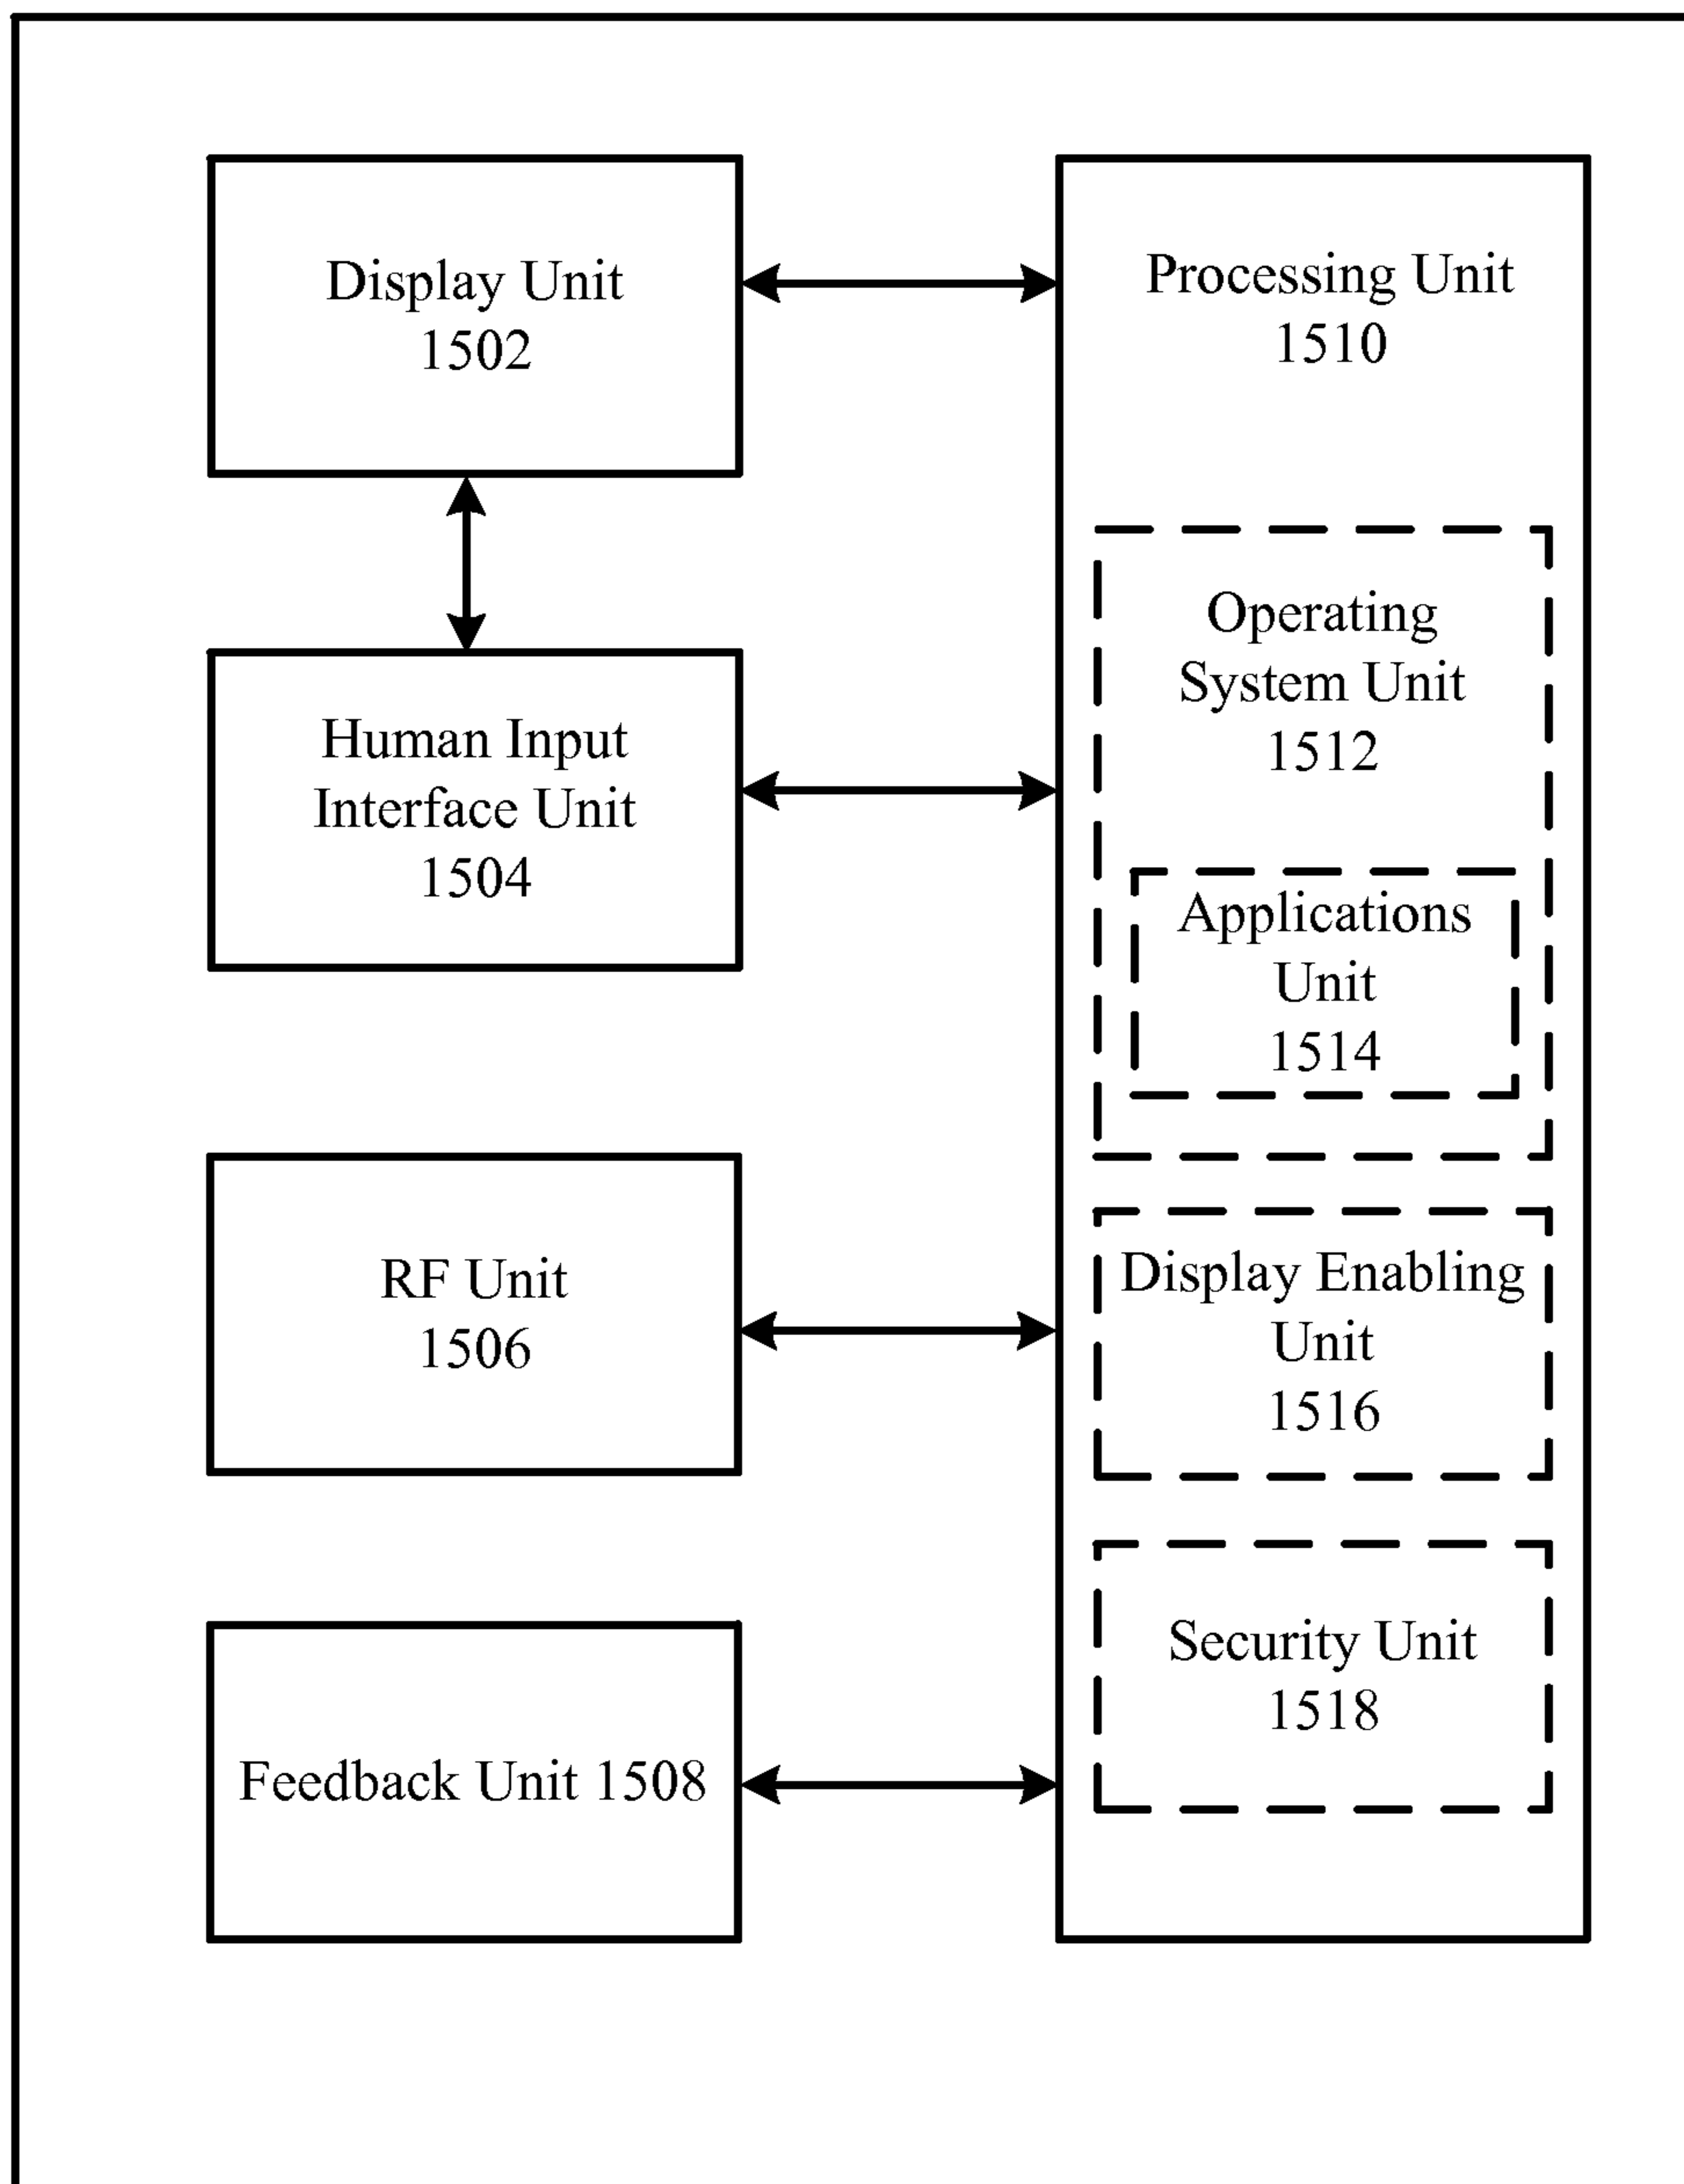 Display Unit
1502
Human Input
Interface Unit
1504
RF Unit
1506
Feedback Unit 1508
Processing Unit
1510
Operating
System Unit
1512
Applications
Unit
1514
Display Enabling
Unit
1516
Security Unit
1518